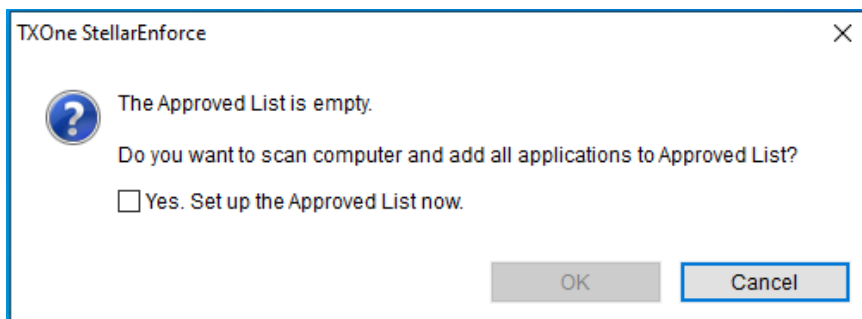 TXOne StellarEnforce
The Approved List is empty.
Do you want to scan computer and add all applications to Approved List?
Yes. Set up the Approved List now.
OK
Cancel